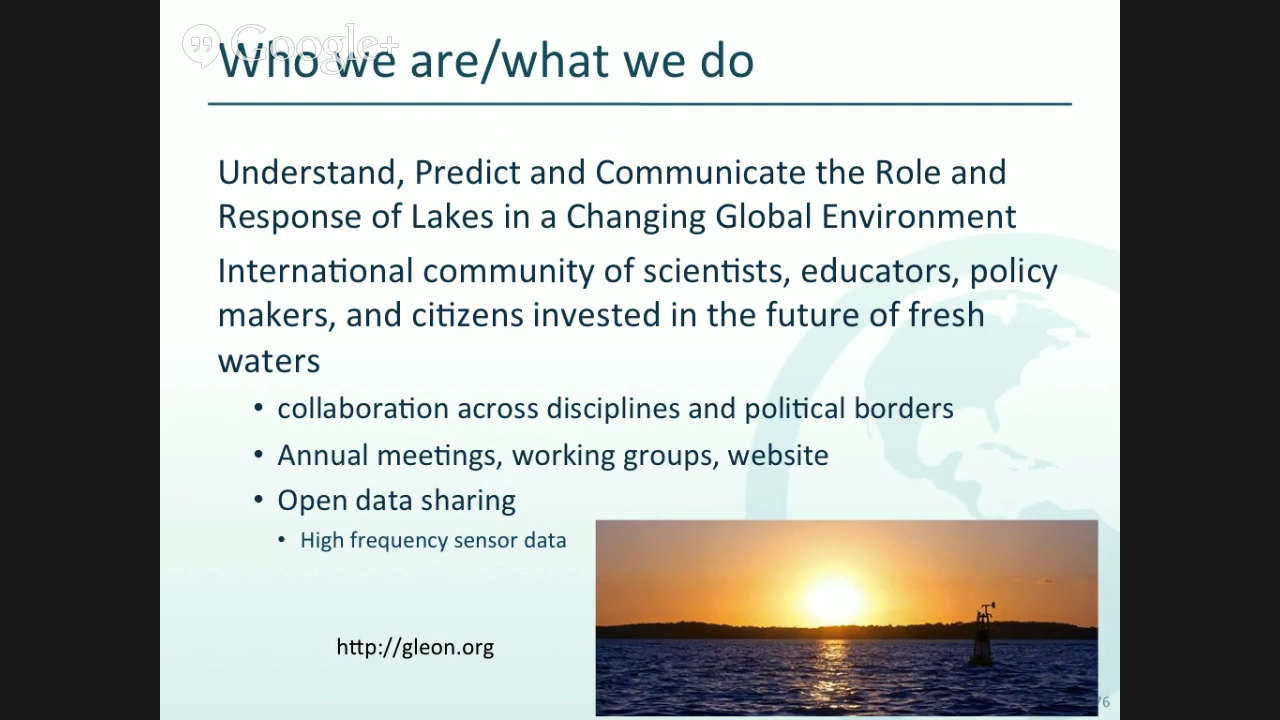 Google+
Who we are/what we do
Understand, Predict and Communicate the Role and
Response of Lakes in a Changing Global Environment
International community of scientists, educators, policy
makers, and citizens invested in the future of fresh
waters
• collaboration across disciplines and political borders
• Annual meetings, working groups, website
• Open data sharing
• High frequency sensor data
http://gleon.org